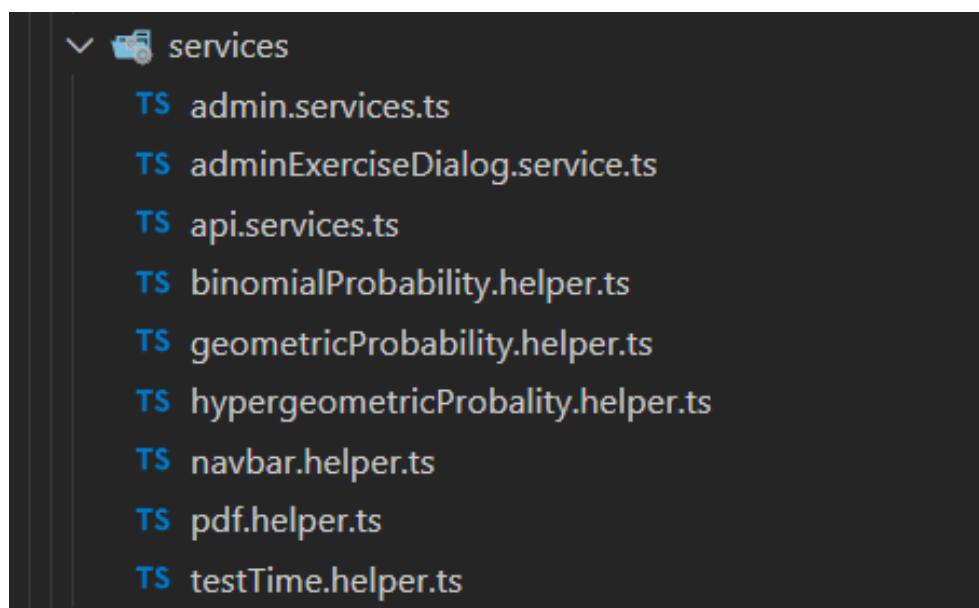 services
TS admin.services.ts
TS adminExerciseDialog.service.ts
TS api.services.ts
TS binomialProbability.helper.ts
TS geometricProbability.helper.ts
TS hypergeometricProbality.helper.ts
TS navbar.helper.ts
TS pdf.helper.ts
TS testTime.helper.ts